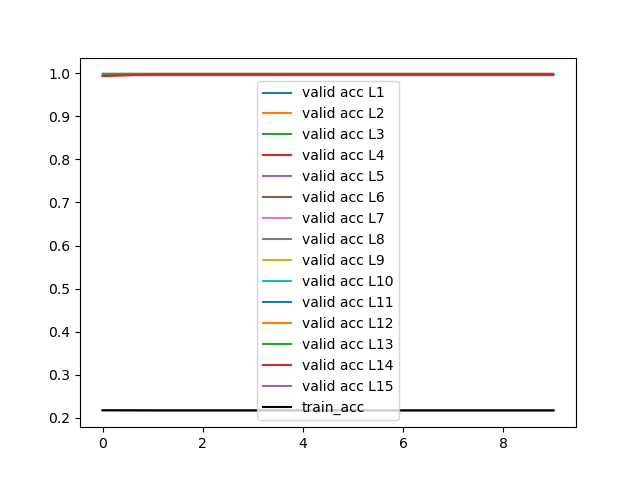 1.0
0.9
0.8
0.7
0.6
0.5
0.4
0.3
0.2
valid acc L1
valid acc L2
valid acc L3
valid acc L4
valid acc L5
valid acc L6
valid acc L7
valid acc L8
valid acc L9
valid acc L10
valid acc L11
valid acc L12
valid acc L13
valid acc L14
valid acc L15
train_acc
0 2 4 6 8